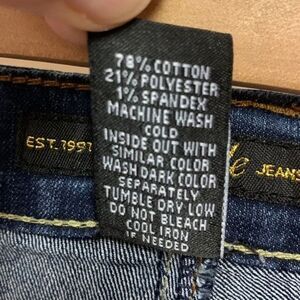 78% COTTON
21% POLYESTER
1% SPANDEX
MACHINE WASH
COLD
INSIDE OUT WITH
SIMILAR COLOR
WASH DARK COLOR
SEPARATELY
TUMBLE DRY LOW
DO NOT BLEACH
COOL IRON
IF NEEDED
EST. 1991
JEANS